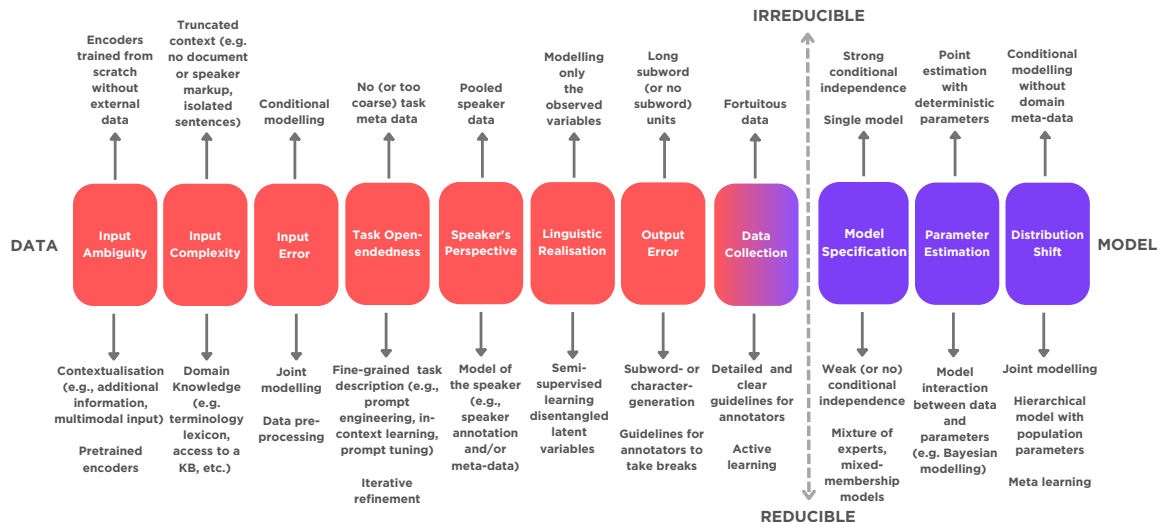 IRREDUCIBLE
Encoders
trained from
scratch
without
external
data
Truncated
context (e.g.
no document
or speaker
markup,
isolated
sentences)
Conditional
modelling
No (or too
coarse) task
meta data
Pooled
speaker
data
Modelling
only
the
observed
variables
Long
subword
(or no
subword)
units
Fortuitous
data
Strong
conditional
independence
Single model
Point
estimation
with
deterministic
parameters
Conditional
modelling
without
domain
meta-data
DATA
Input
Ambiguity
Input
Complexity
Input
Error
Task Open-
endedness
Speaker's
Perspective
Linguistic
Realisation
Output
Error
Data
Collection
Model
Specification
Parameter
Estimation
Distribution
Shift
MODEL
Contextualisation
(e.g., additional
information,
multimodal input)
Pretrained
encoders
Domain
Knowledge (e.g.
terminology
lexicon,
access to a
KB, etc.)
Joint
modelling
Data pre-
processing
Fine-grained task
description (e.g.,
prompt
engineering, in-
context learning,
prompt tuning)
Iterative
refinement
Model of
the speaker
(e.g., speaker
annotation
and/or
meta-data)
Semi-
supervised
learning
disentangled
latent
variables
Subword- or
character-
generation
Guidelines for
annotators to
take breaks
Detailed and
clear
guidelines for
annotators
Active
learning
Weak (or no)
conditional
independence
Mixture of
experts,
mixed-
membership
models
Model
interaction
between data
and
parameters
(e.g. Bayesian
modelling)
Joint modelling
Hierarchical
model with
population
parameters
Meta learning
REDUCIBLE